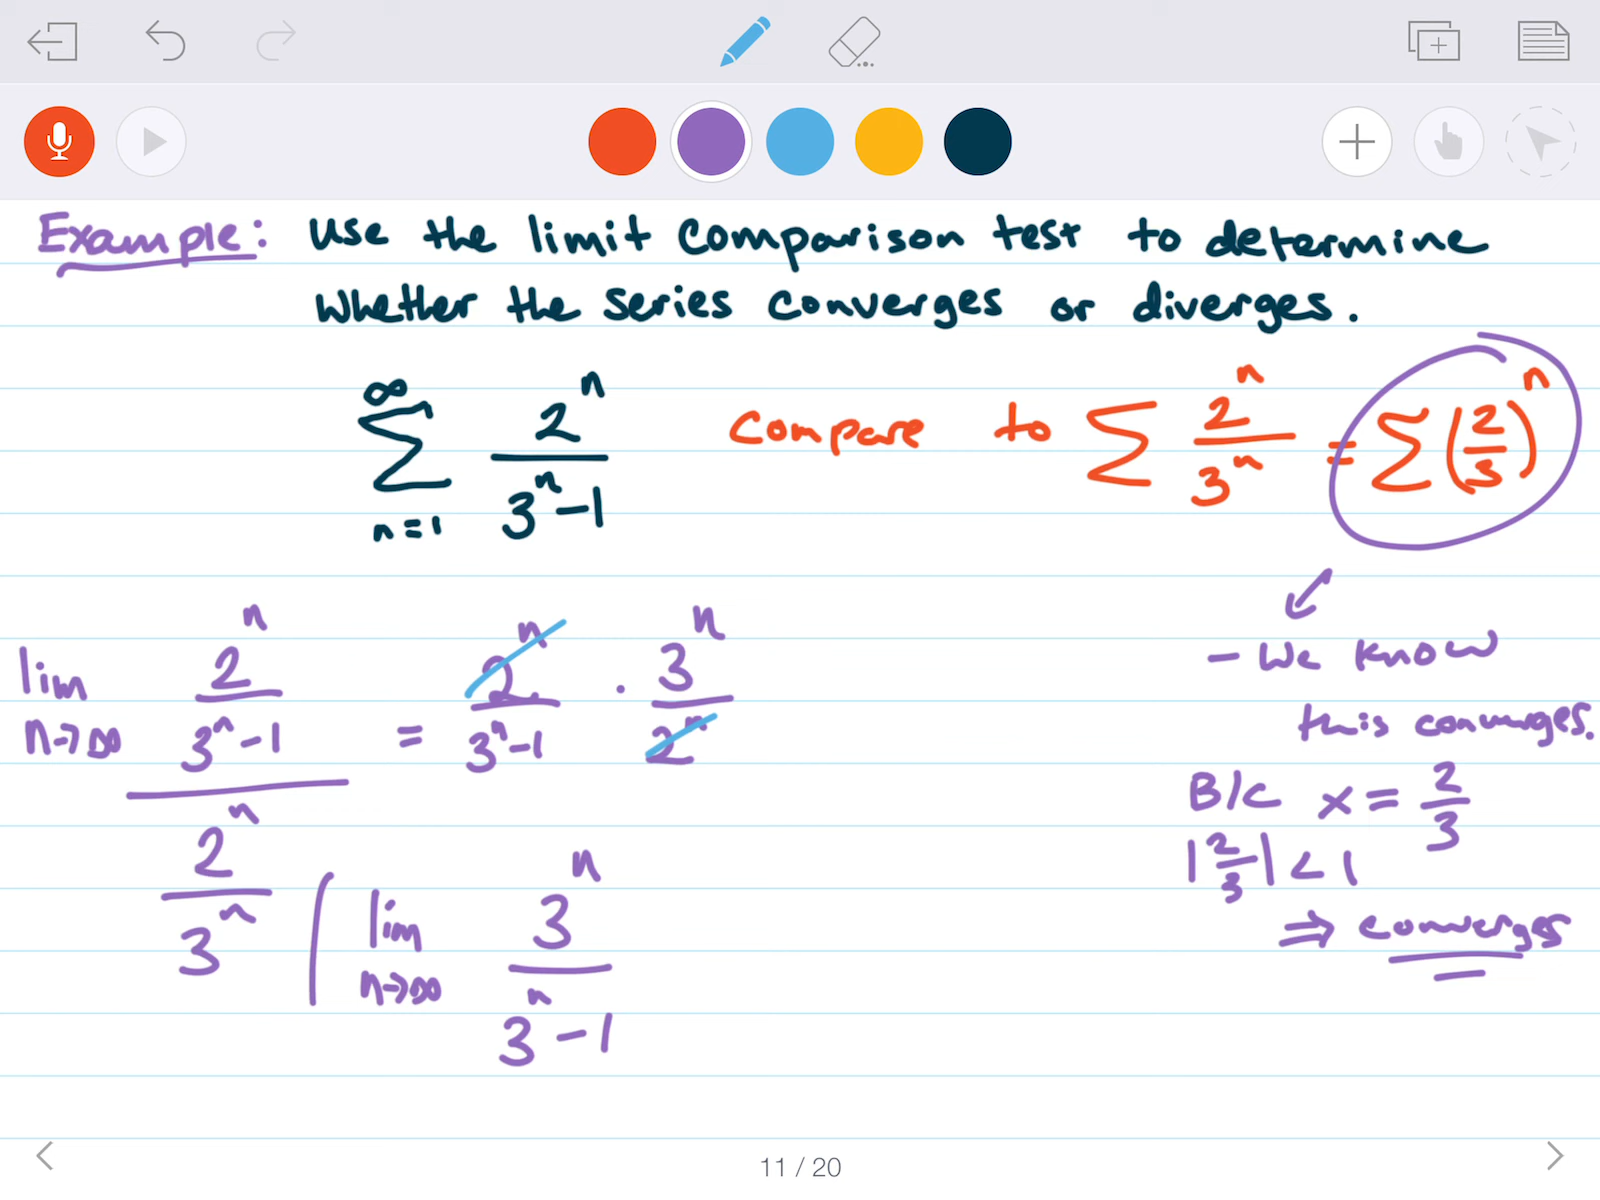 Example: Use the limit comparison test to determine
whether the series converges or diverges.
∞
∑ 2^n / (3^n - 1) compare to ∑ 2^n / 3^n = ∑ (2/3)^n
n=1
lim n→∞ (2^n / (3^n - 1)) / (2^n / 3^n) = 2^n / (3^n - 1) · 3^n / 2^n
lim n→∞ 3^n / (3^n - 1)
- We know
this converges.
B/c x = 2/3
|2/3| < 1
⇒ converges
11 / 20